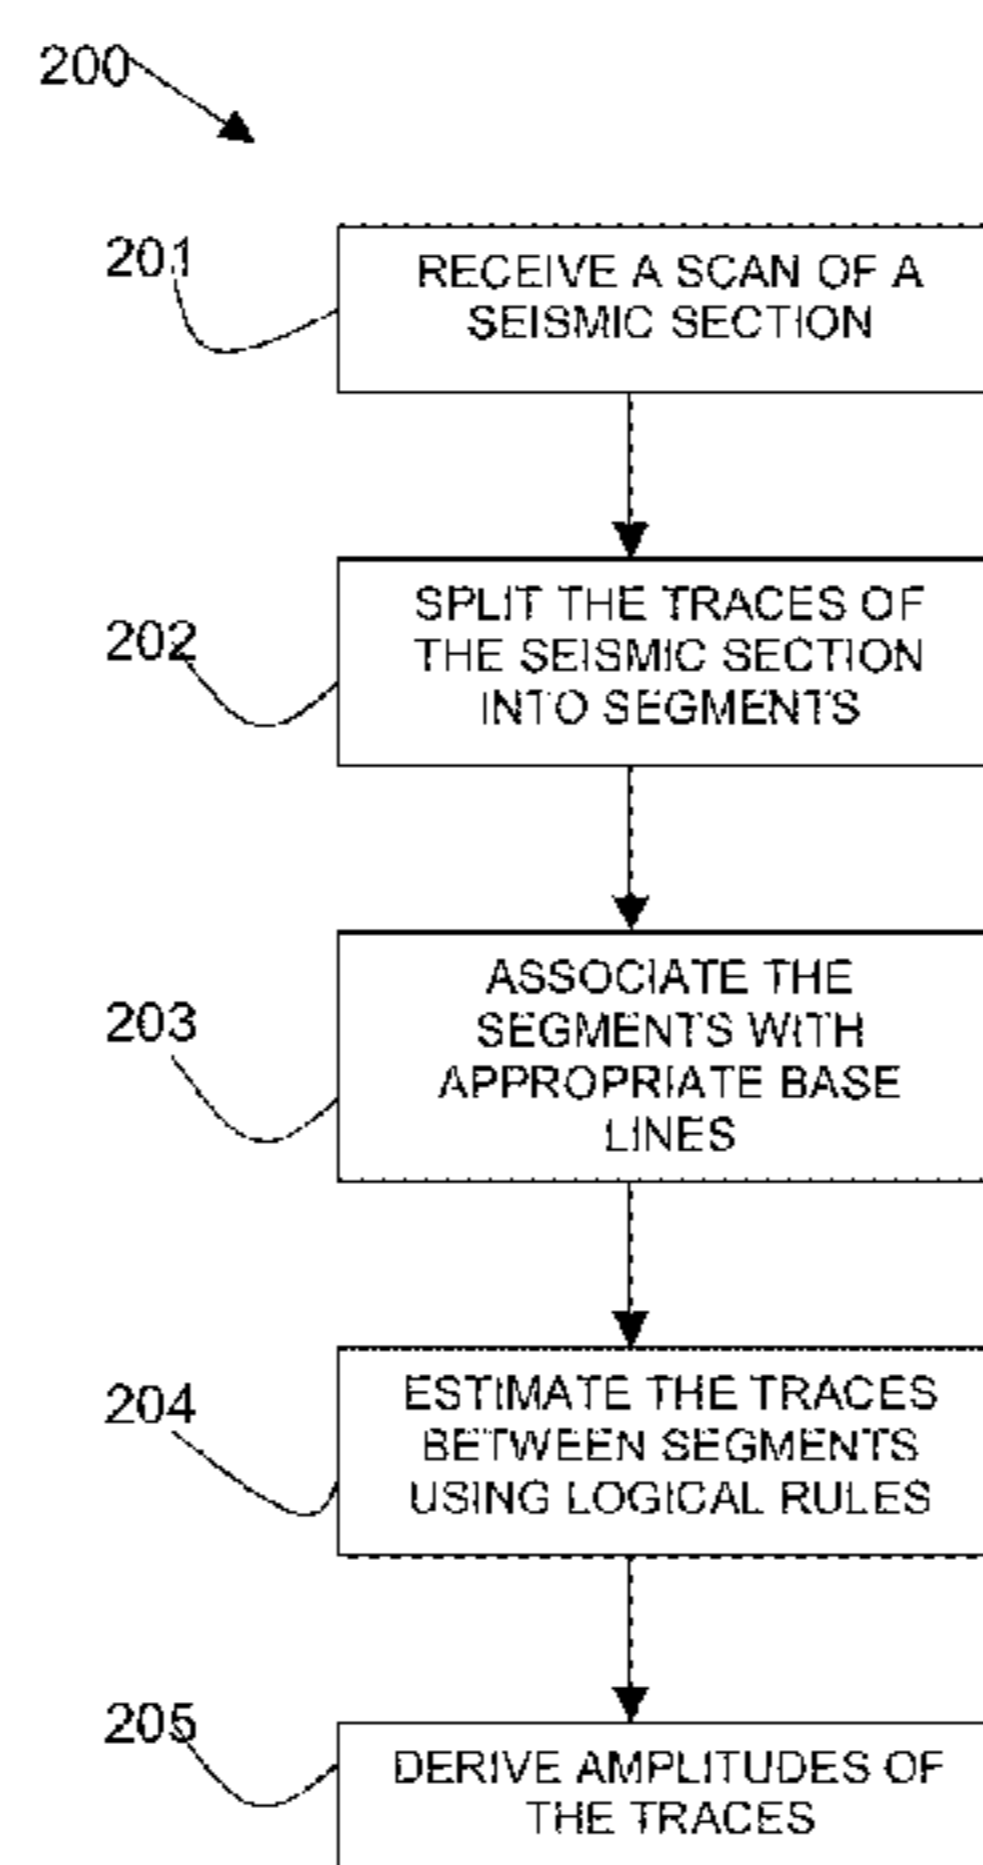 200
201
RECEIVE A SCAN OF A
SEISMIC SECTION
202
SPLIT THE TRACES OF
THE SEISMIC SECTION
INTO SEGMENTS
203
ASSOCIATE THE
SEGMENTS WITH
APPROPRIATE BASE
LINES
204
ESTIMATE THE TRACES
BETWEEN SEGMENTS
USING LOGICAL RULES
205
DERIVE AMPLITUDES OF
THE TRACES